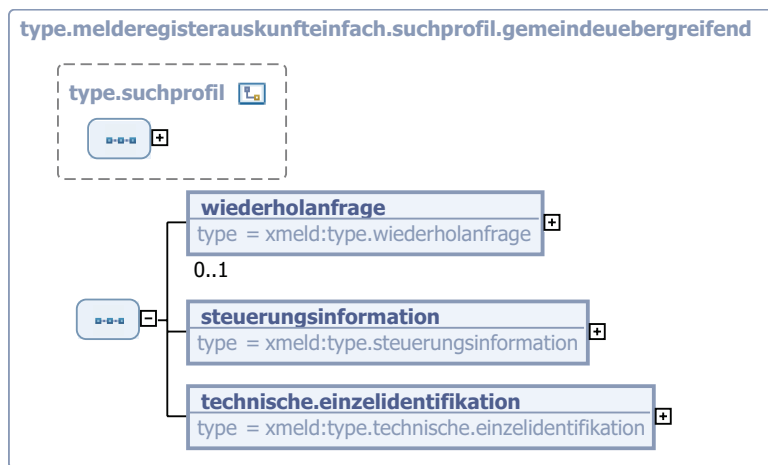 type.melderegisterauskunfteinfach.suchprofil.gemeindeuebergreifend
type.suchprofil
wiederholanfrage
type = xmeld:type.wiederholanfrage
0..1
steuerungsinformation
type = xmeld:type.steuerungsinformation
technische.einzelidentifikation
type = xmeld:type.technische.einzelidentifikation